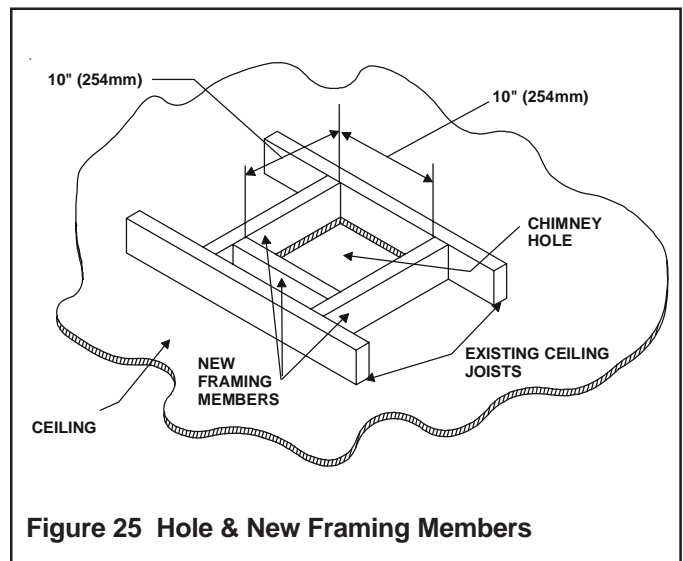 10" (254mm)
10" (254mm)
CHIMNEY
HOLE
EXISTING CEILING
JOISTS
NEW
FRAMING
MEMBERS
CEILING
Figure 25 Hole & New Framing Members